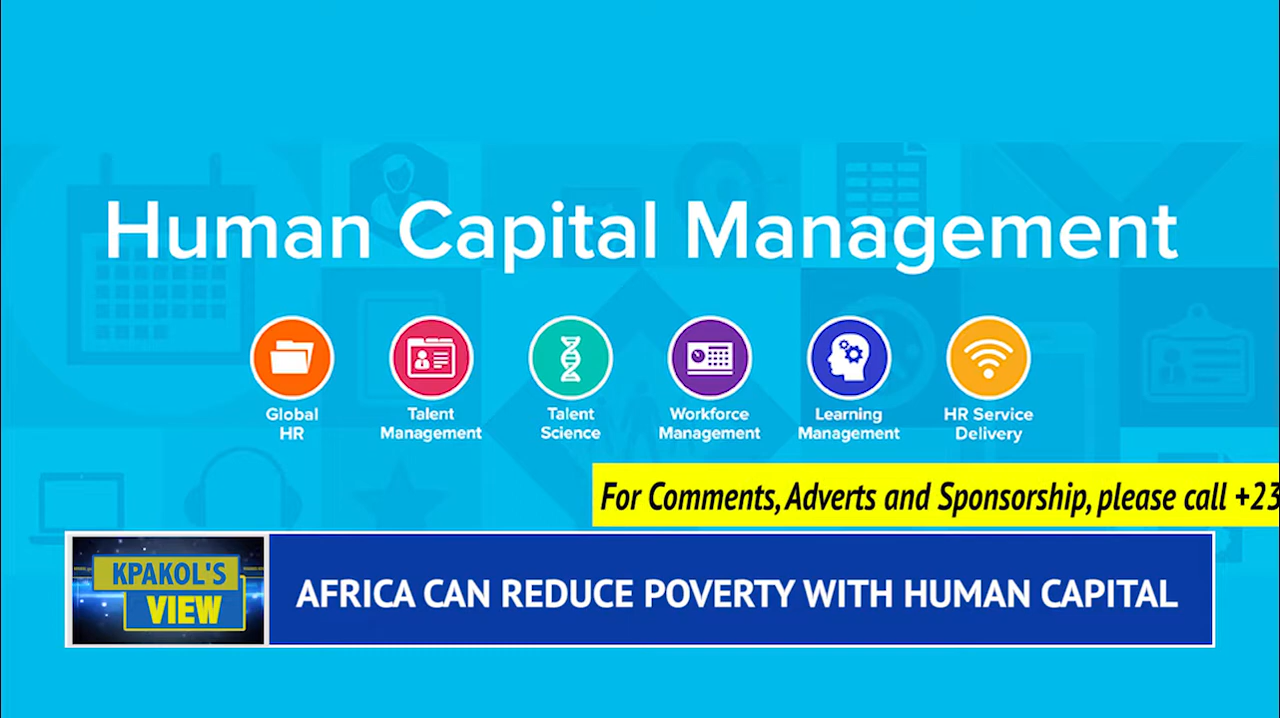 Human Capital Management
Global
HR
Talent
Management
Talent
Science
Workforce
Management
Learning
Management
HR Service
Delivery
For Comments, Adverts and Sponsorship, please call +23
KPAKOL'S
VIEW
AFRICA CAN REDUCE POVERTY WITH HUMAN CAPITAL